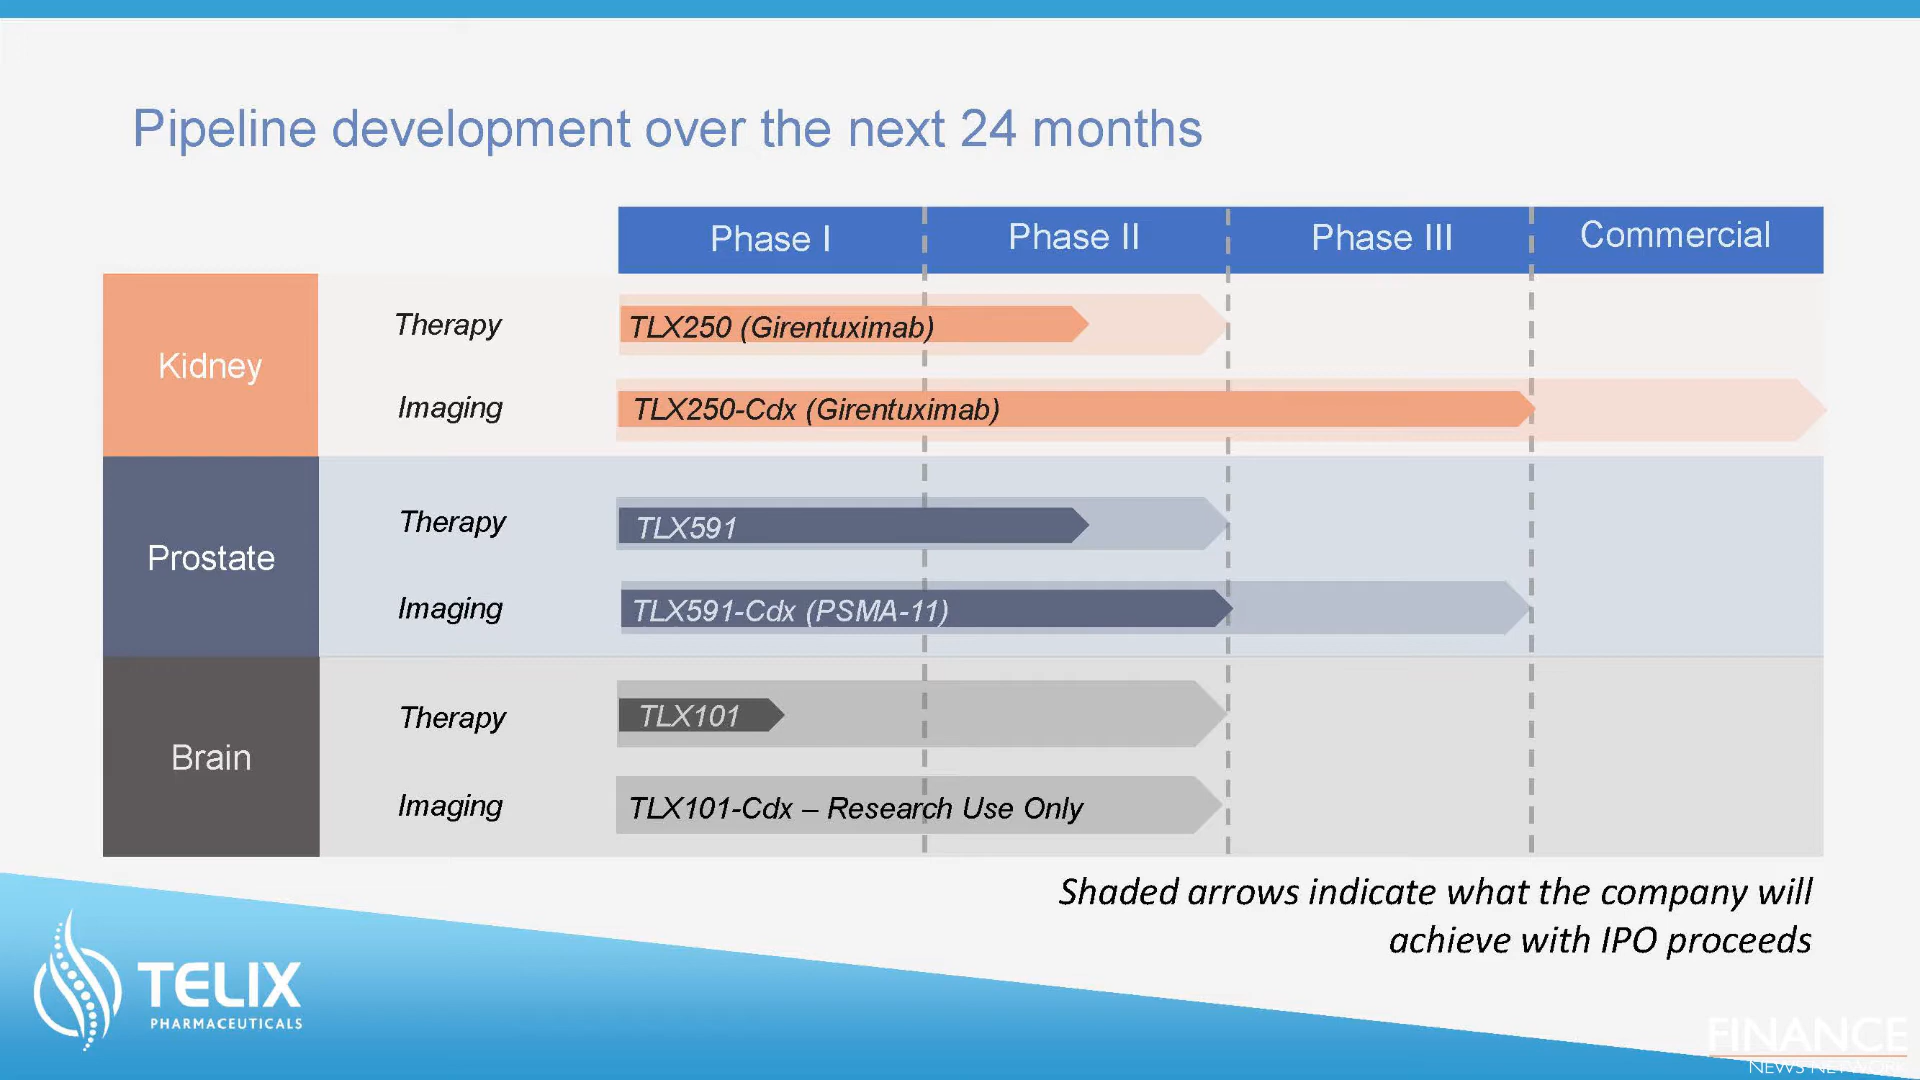 Pipeline development over the next 24 months
Phase I
Phase II
Phase III
Commercial
Kidney
Therapy
TLX250 (Girentuximab)
Imaging
TLX250-Cdx (Girentuximab)
Prostate
Therapy
TLX591
Imaging
TLX591-Cdx (PSMA-11)
Brain
Therapy
TLX101
Imaging
TLX101-Cdx – Research Use Only
Shaded arrows indicate what the company will
achieve with IPO proceeds
TELIX
PHARMACEUTICALS
FINANCE
NEWS NETWORK